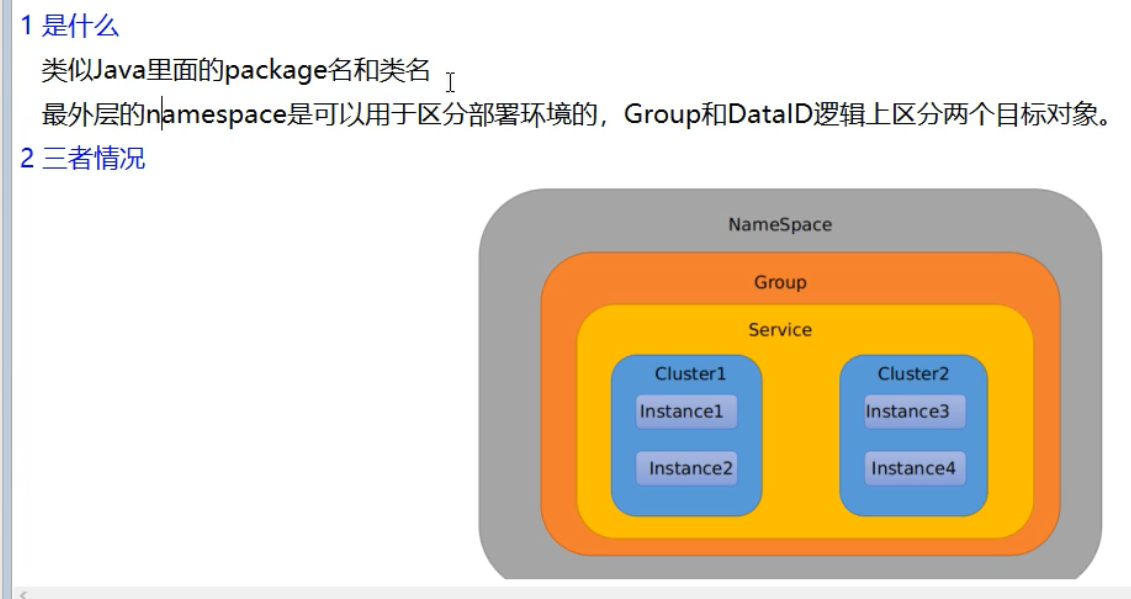 1 是什么
类似Java里面的package名和类名
最外层的namespace是可以用于区分部署环境的，Group和DataID逻辑上区分两个目标对象。
2 三者情况
NameSpace
Group
Service
Cluster1
Instance1
Instance2
Cluster2
Instance3
Instance4